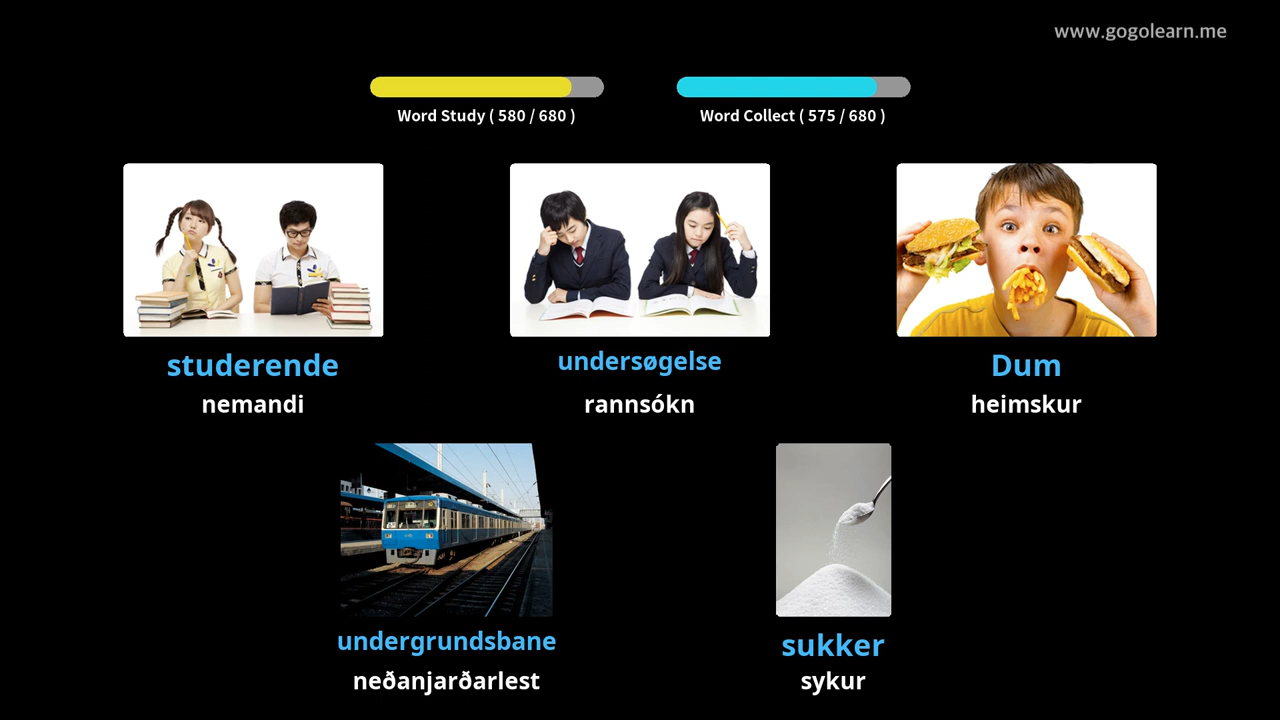 www.gogolearn.me
Word Study ( 580 / 680 )
Word Collect ( 575 / 680 )
studerende
nemandi
undersøgelse
rannsókn
Dum
heimskur
undergrundsbane
neðanjarðarlest
sukker
sykur